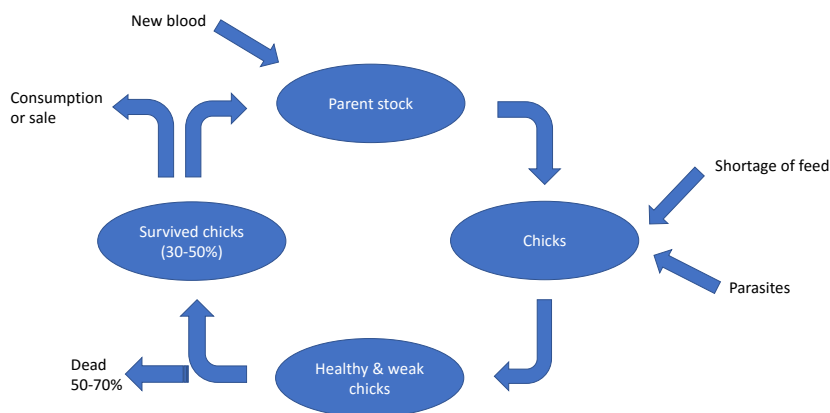 New blood
Consumption
or sale
Parent stock
Shortage of feed
Survived chicks
(30-50%)
Chicks
Parasites
Dead
50-70%
Healthy & weak
chicks